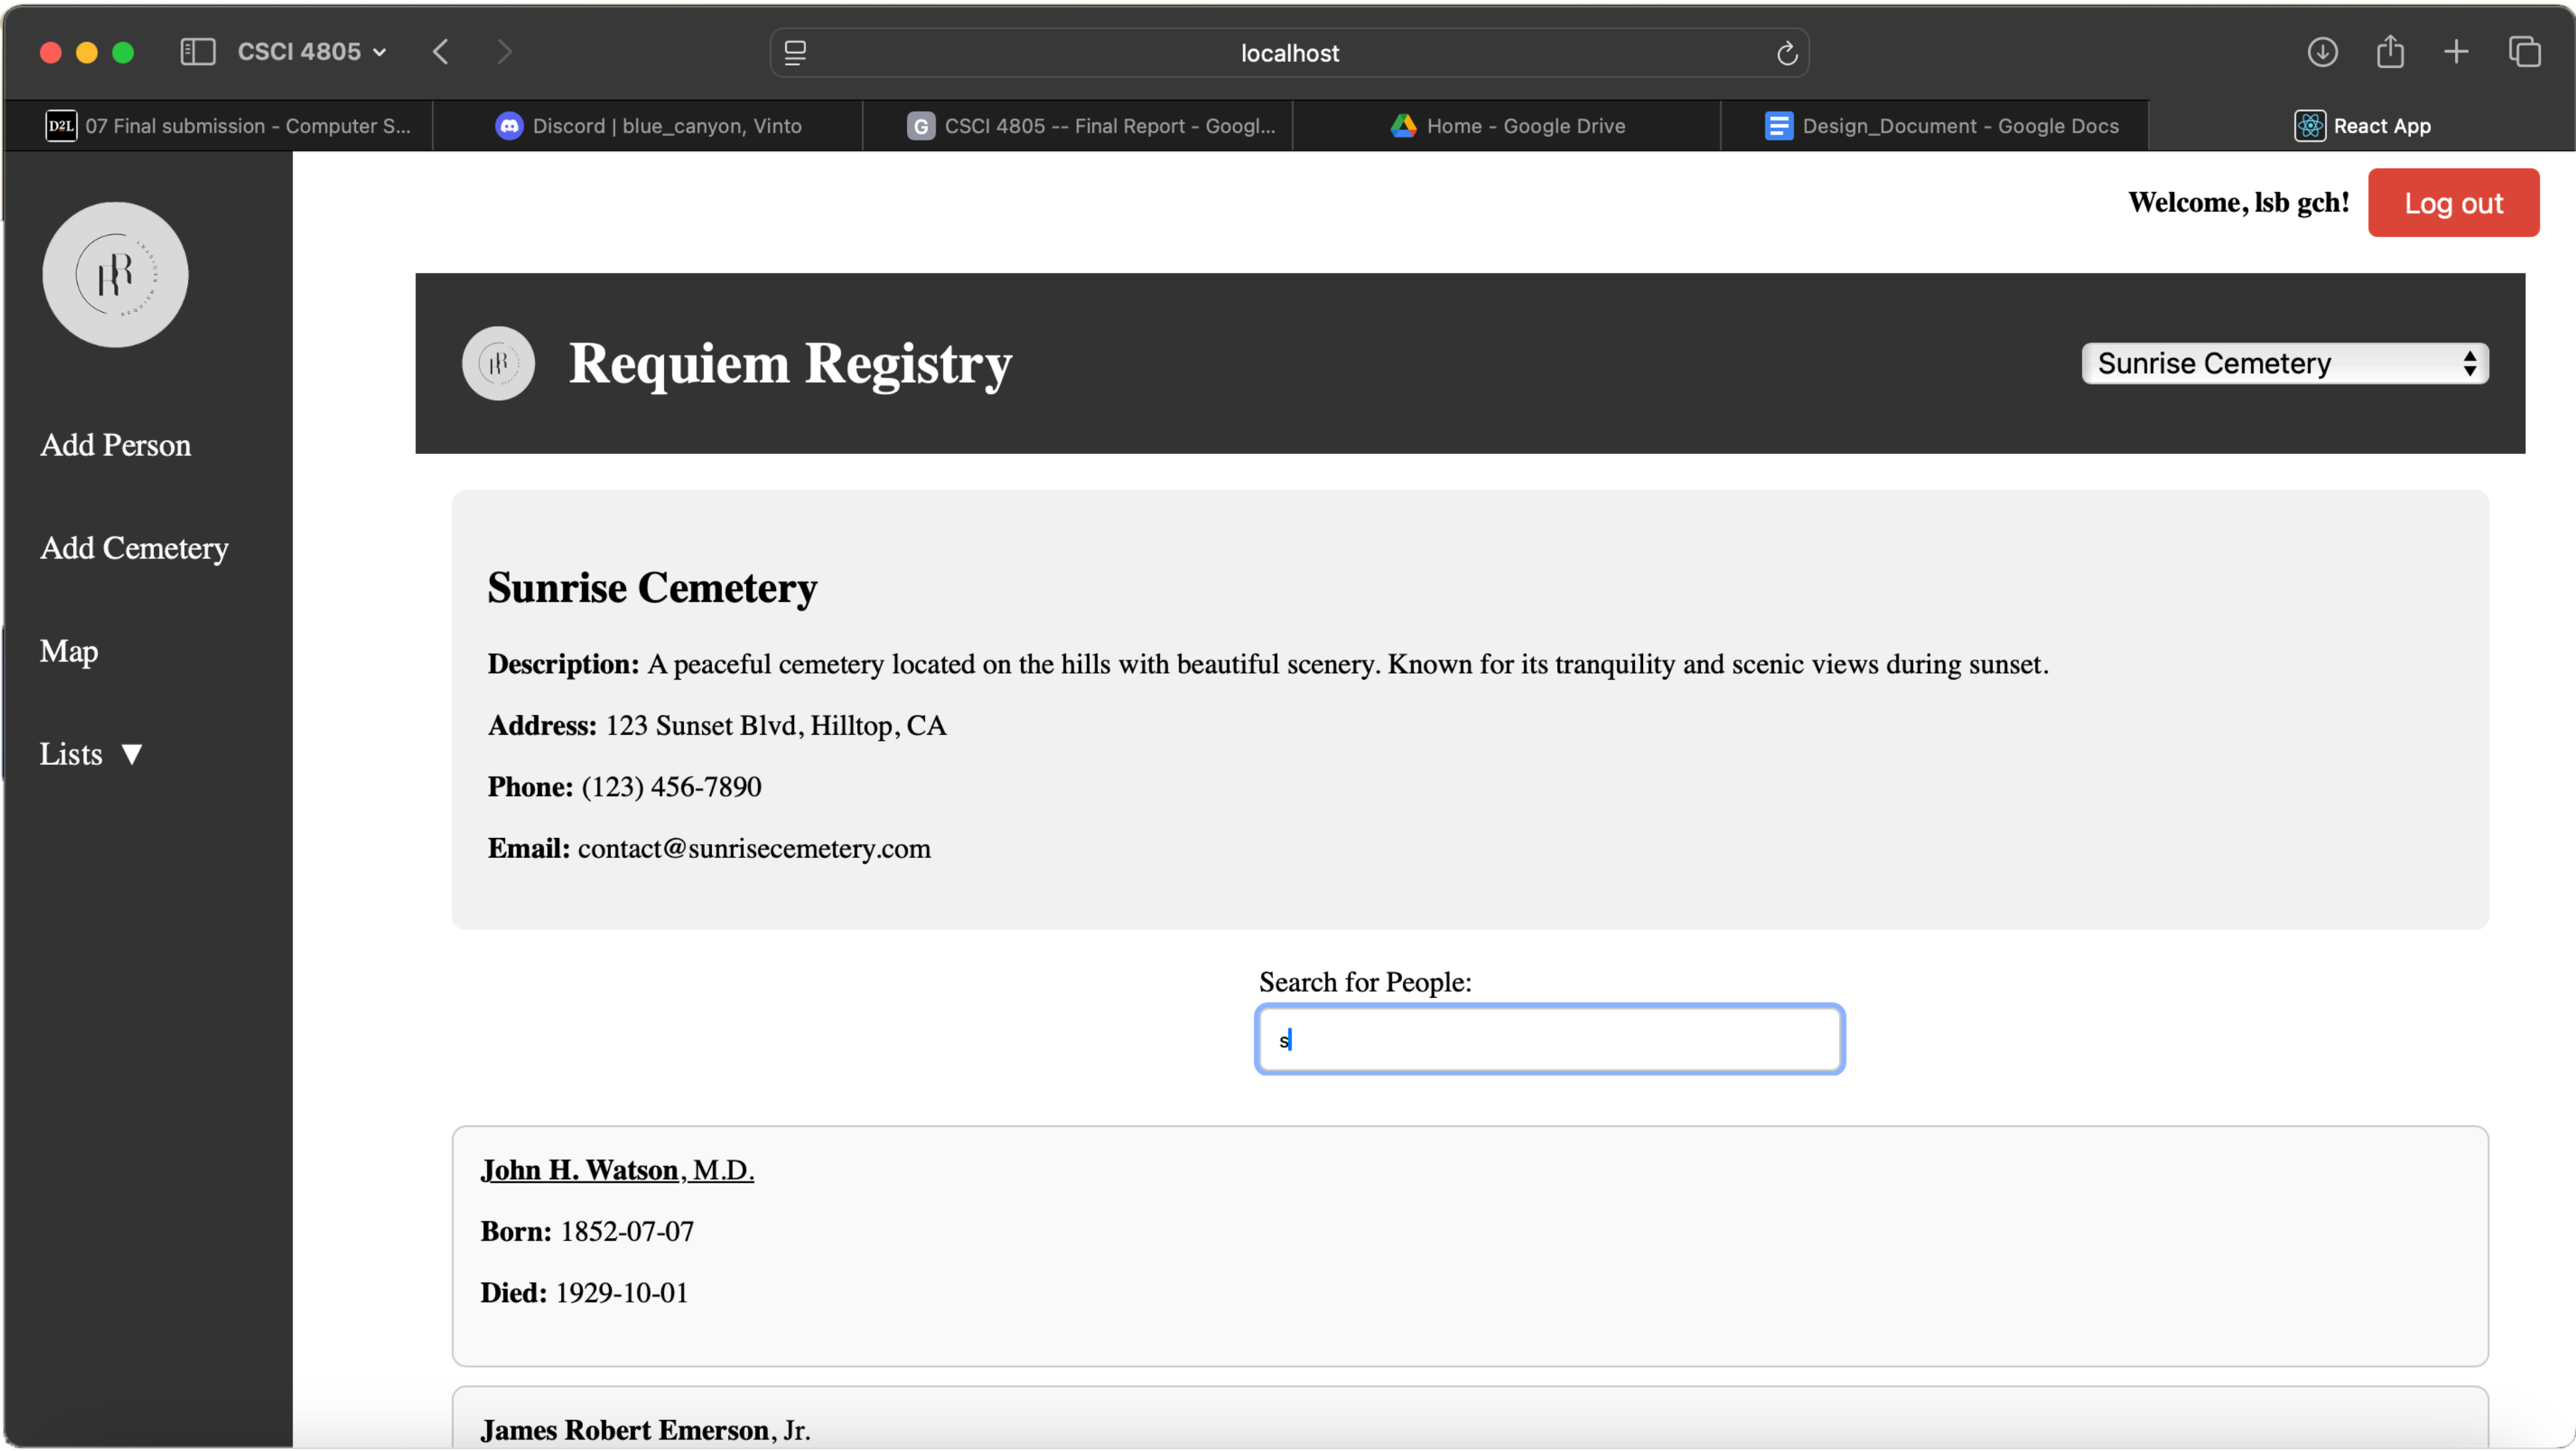 CSCI 4805
localhost
D2L 07 Final submission - Computer S...
Discord | blue_canyon, Vinto
G CSCI 4805 -- Final Report - Googl...
Home - Google Drive
Design_Document - Google Docs
React App
Welcome, lsb gch!
Log out
Requiem Registry
Sunrise Cemetery
Add Person
Add Cemetery
Map
Lists ▼
Sunrise Cemetery
Description: A peaceful cemetery located on the hills with beautiful scenery. Known for its tranquility and scenic views during sunset.
Address: 123 Sunset Blvd, Hilltop, CA
Phone: (123) 456-7890
Email: contact@sunrisecemetery.com
Search for People:
s
John H. Watson, M.D.
Born: 1852-07-07
Died: 1929-10-01
James Robert Emerson, Jr.